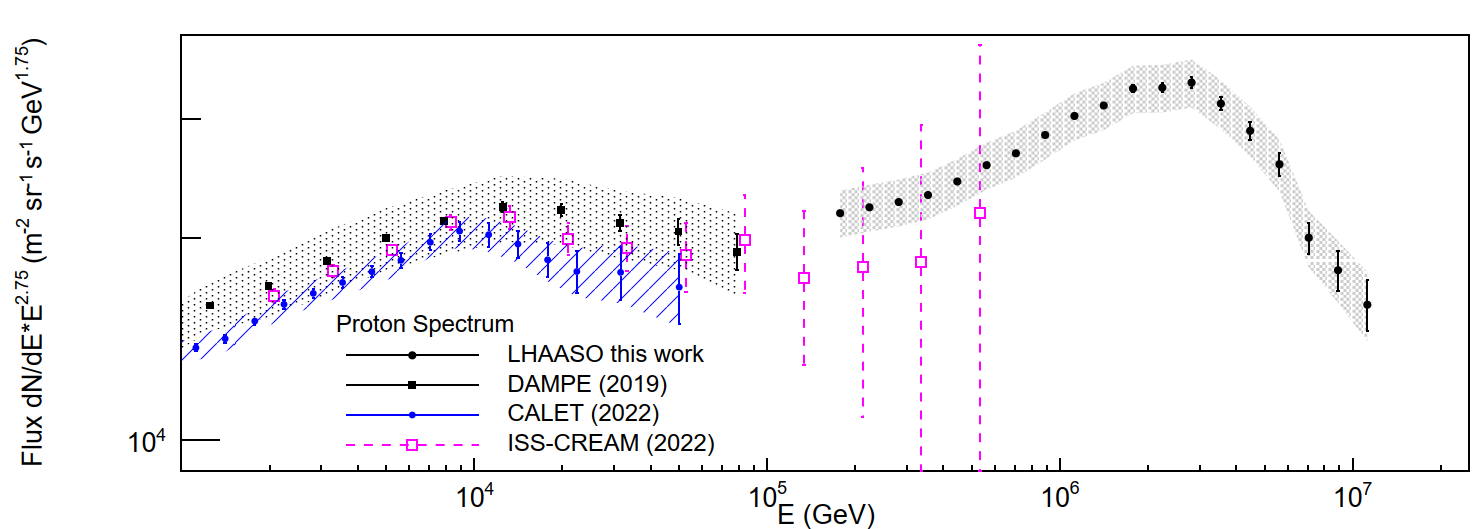 Flux dN/dE*E^2.75 (m^-2 sr^-1 s^-1 GeV^1.75)
Proton Spectrum
LHAASO this work
DAMPE (2019)
CALET (2022)
ISS-CREAM (2022)
10^4
10^4 10^5 10^6 10^7
E (GeV)